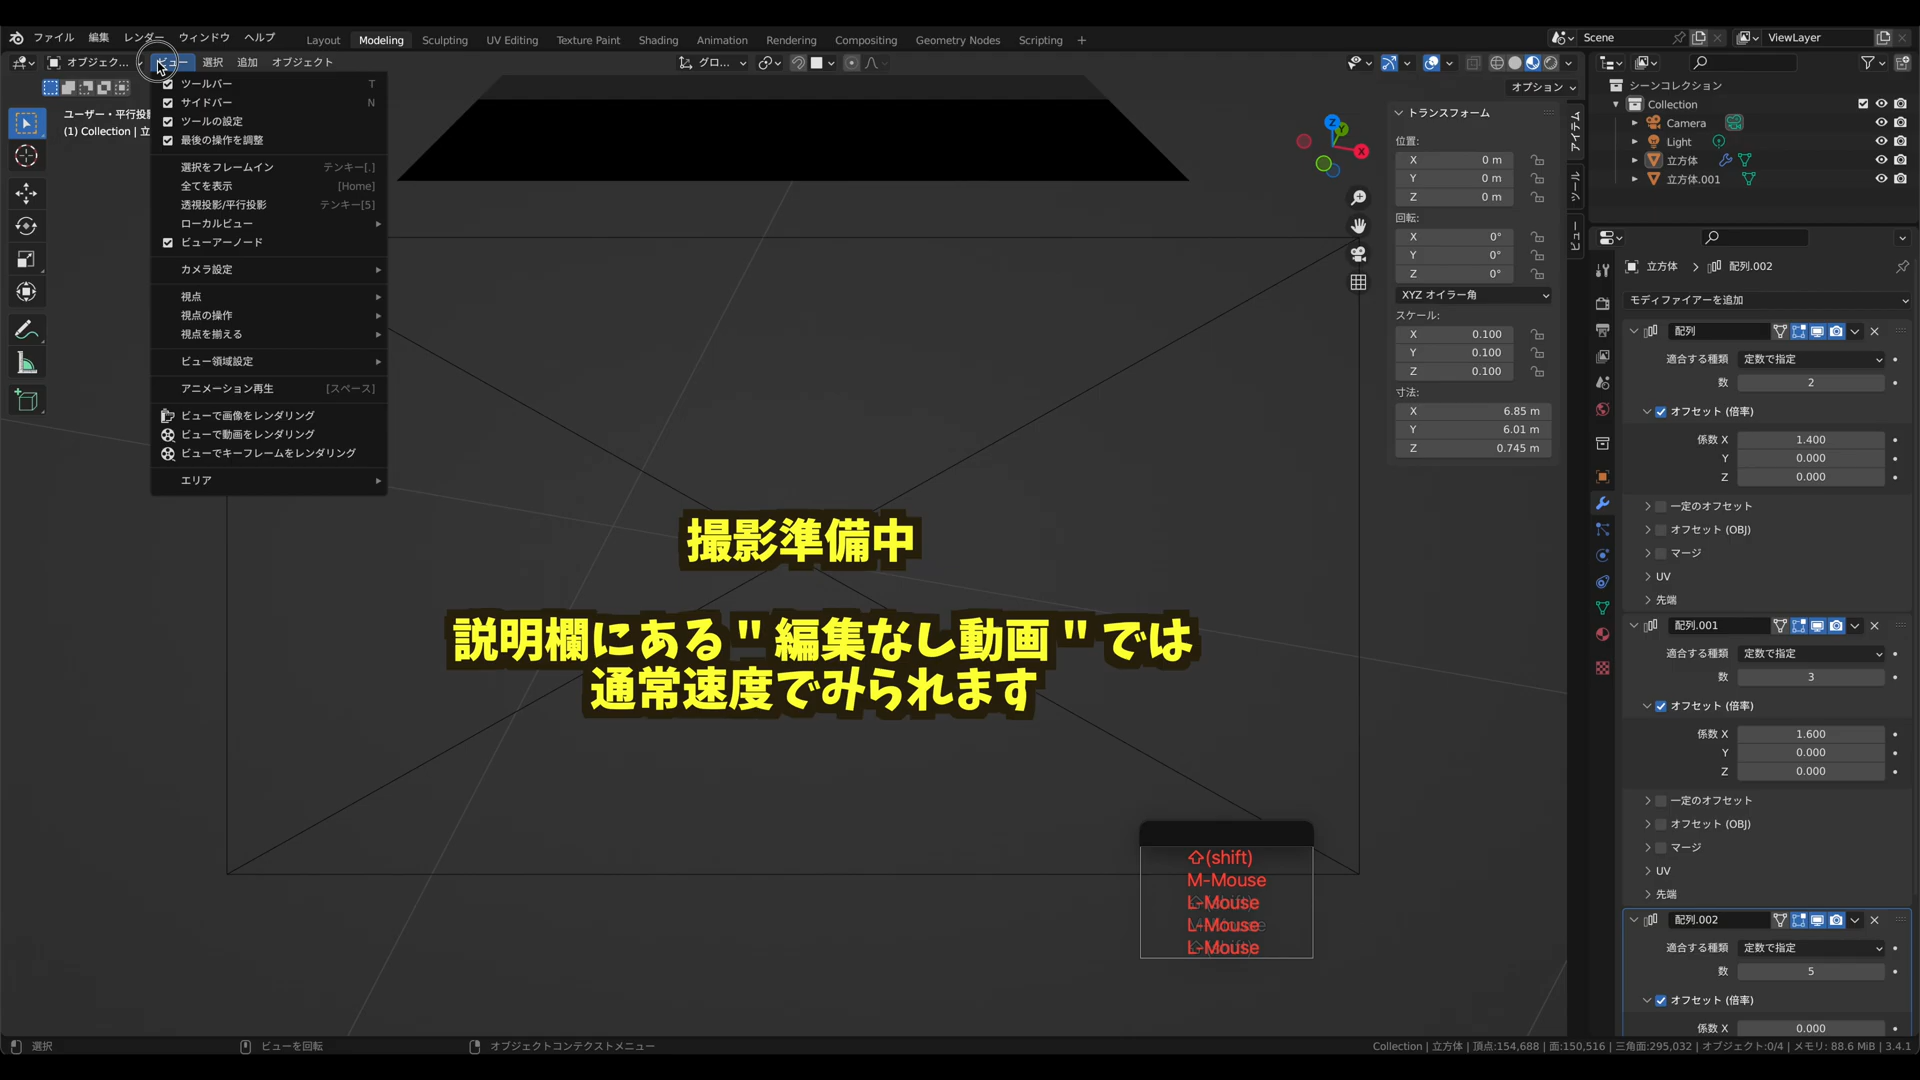 ファイル 編集 レンダー ウィンドウ ヘルプ Layout Modeling Sculpting UV Editing Texture Paint Shading Animation Rendering Compositing Geometry Nodes Scripting + Scene ViewLayer
オブジェク... ビュー 選択 追加 オブジェクト グロ... 
オプション
ユーザー・平行投影
(1) Collection | 立
ツールバー T
サイドバー N
ツールの設定
最後の操作を調整
選択をフレームイン テンキー[.]
全てを表示 [Home]
透視投影/平行投影 テンキー[5]
ローカルビュー
ビューアーノード
カメラ設定
視点
視点の操作
視点を揃える
ビュー領域設定
アニメーション再生 [スペース]
ビューで画像をレンダリング
ビューで動画をレンダリング
ビューでキーフレームをレンダリング
エリア
撮影準備中
説明欄にある"編集なし動画"では
通常速度でみられます
⇧(shift)
M-Mouse
L-Mouse
L-Mouse
L-Mouse
Z
Y
X
トランスフォーム
位置:
X 0 m
Y 0 m
Z 0 m
回転:
X 0°
Y 0°
Z 0°
XYZ オイラー角
スケール:
X 0.100
Y 0.100
Z 0.100
寸法:
X 6.85 m
Y 6.01 m
Z 0.745 m
アイテム
ツール
ビュー
シーンコレクション
Collection
Camera
Light
立方体
立方体.001
立方体 > 配列.002
モディファイアーを追加
配列
適合する種類 定数で指定
数 2
オフセット (倍率)
係数 X 1.400
Y 0.000
Z 0.000
一定のオフセット
オフセット (OBJ)
マージ
UV
先端
配列.001
適合する種類 定数で指定
数 3
オフセット (倍率)
係数 X 1.600
Y 0.000
Z 0.000
一定のオフセット
オフセット (OBJ)
マージ
UV
先端
配列.002
適合する種類 定数で指定
数 5
オフセット (倍率)
係数 X 0.000
選択 ビューを回転 オブジェクトコンテクストメニュー Collection | 立方体 | 頂点:154,688 | 面:150,516 | 三角面:295,032 | オブジェクト:0/4 | メモリ: 88.6 MiB | 3.4.1